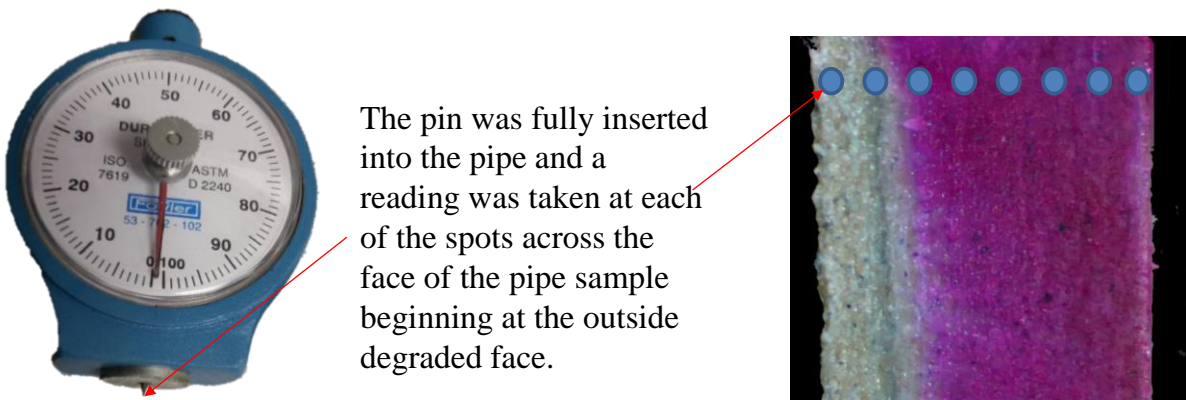 40 50 60
30 70
20 80
10 90
0 100
ISO
7619
ASTM
D 2240
Fowler
The pin was fully inserted
into the pipe and a
reading was taken at each
of the spots across the
face of the pipe sample
beginning at the outside
degraded face.